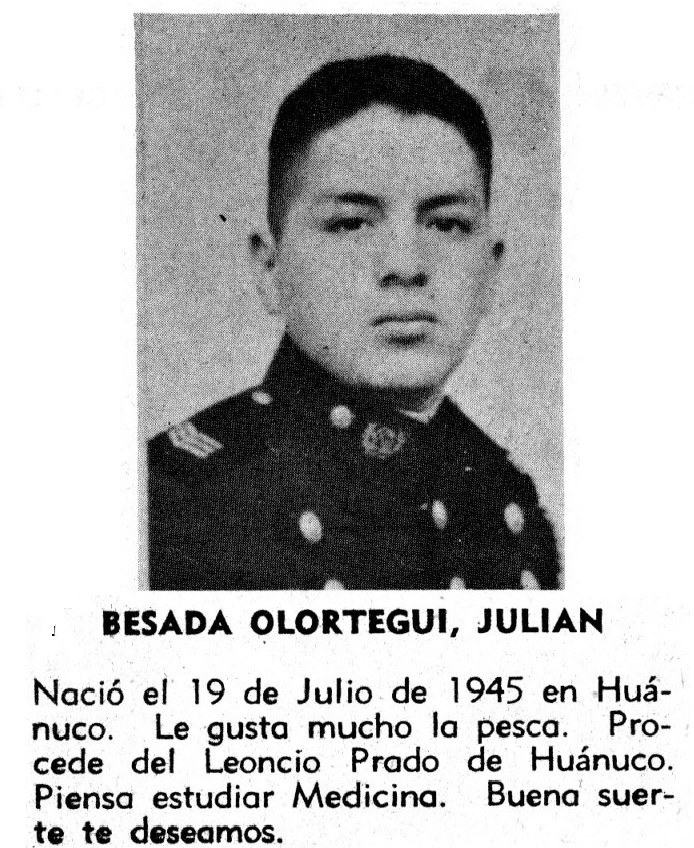 BESADA OLORTEGUI, JULIAN
Nació el 19 de Julio de 1945 en Huá-
nuco. Le gusta mucho la pesca. Pro-
cede del Leoncio Prado de Huánuco.
Piensa estudiar Medicina. Buena suer-
te te deseamos.